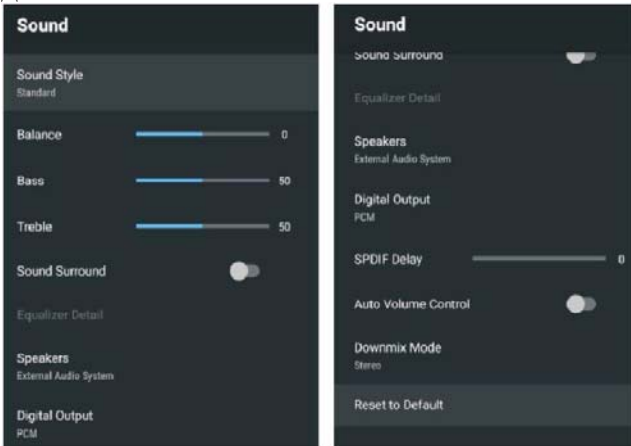 Sound
Sound Style
Standard
Balance 0
Bass 50
Treble 50
Sound Surround
Equalizer Detail
Speakers
External Audio System
Digital Output
PCM
Sound
Sound Surround
Equalizer Detail
Speakers
External Audio System
Digital Output
PCM
SPDIF Delay 0
Auto Volume Control
Downmix Mode
Stereo
Reset to Default